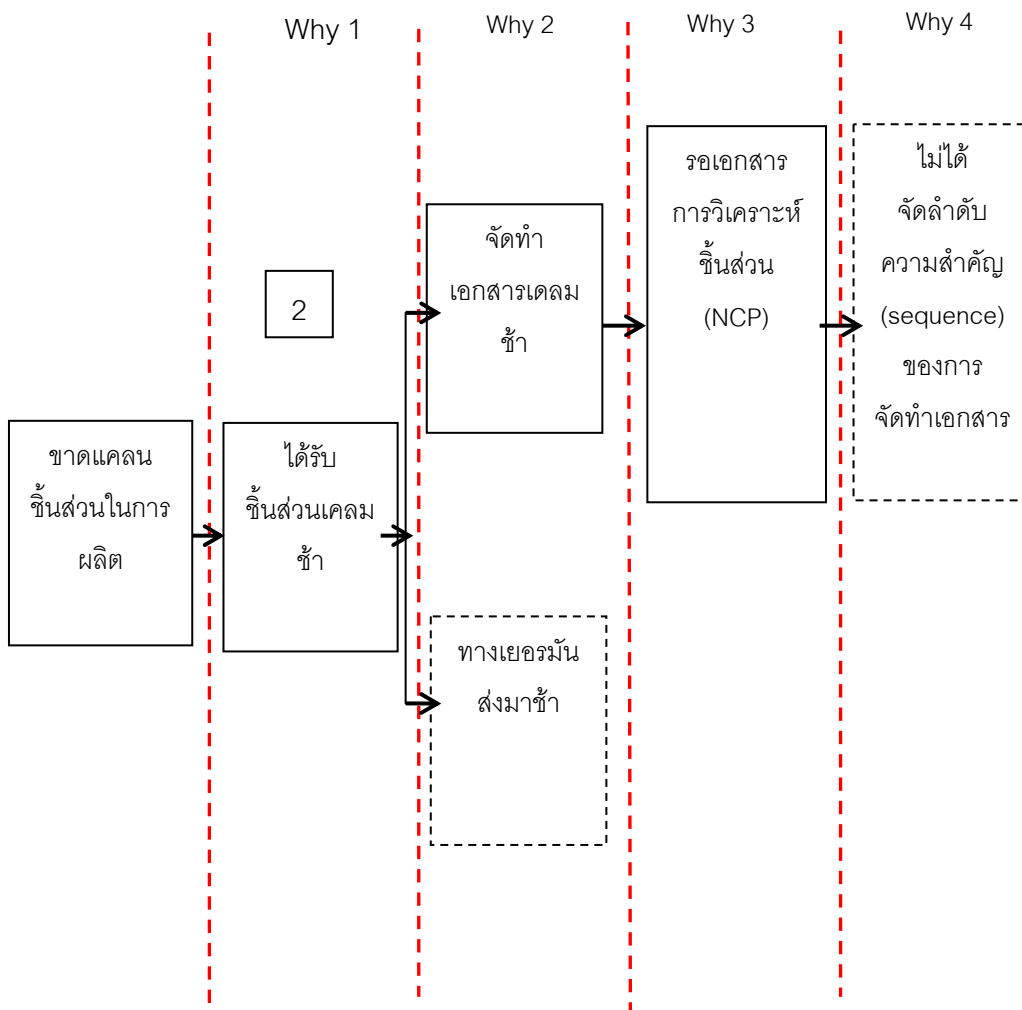 Why 1
Why 2
Why 3
Why 4
2
ขาดแคลน
ชิ้นส่วนในการ
ผลิต
ได้รับ
ชิ้นส่วนเคลม
ช้า
จัดทำ
เอกสารเดลม
ช้า
ทางเยอรมัน
ส่งมาช้า
รอเอกสาร
การวิเคราะห์
ชิ้นส่วน
(NCP)
ไม่ได้
จัดลำดับ
ความสำคัญ
(sequence)
ของการ
จัดทำเอกสาร